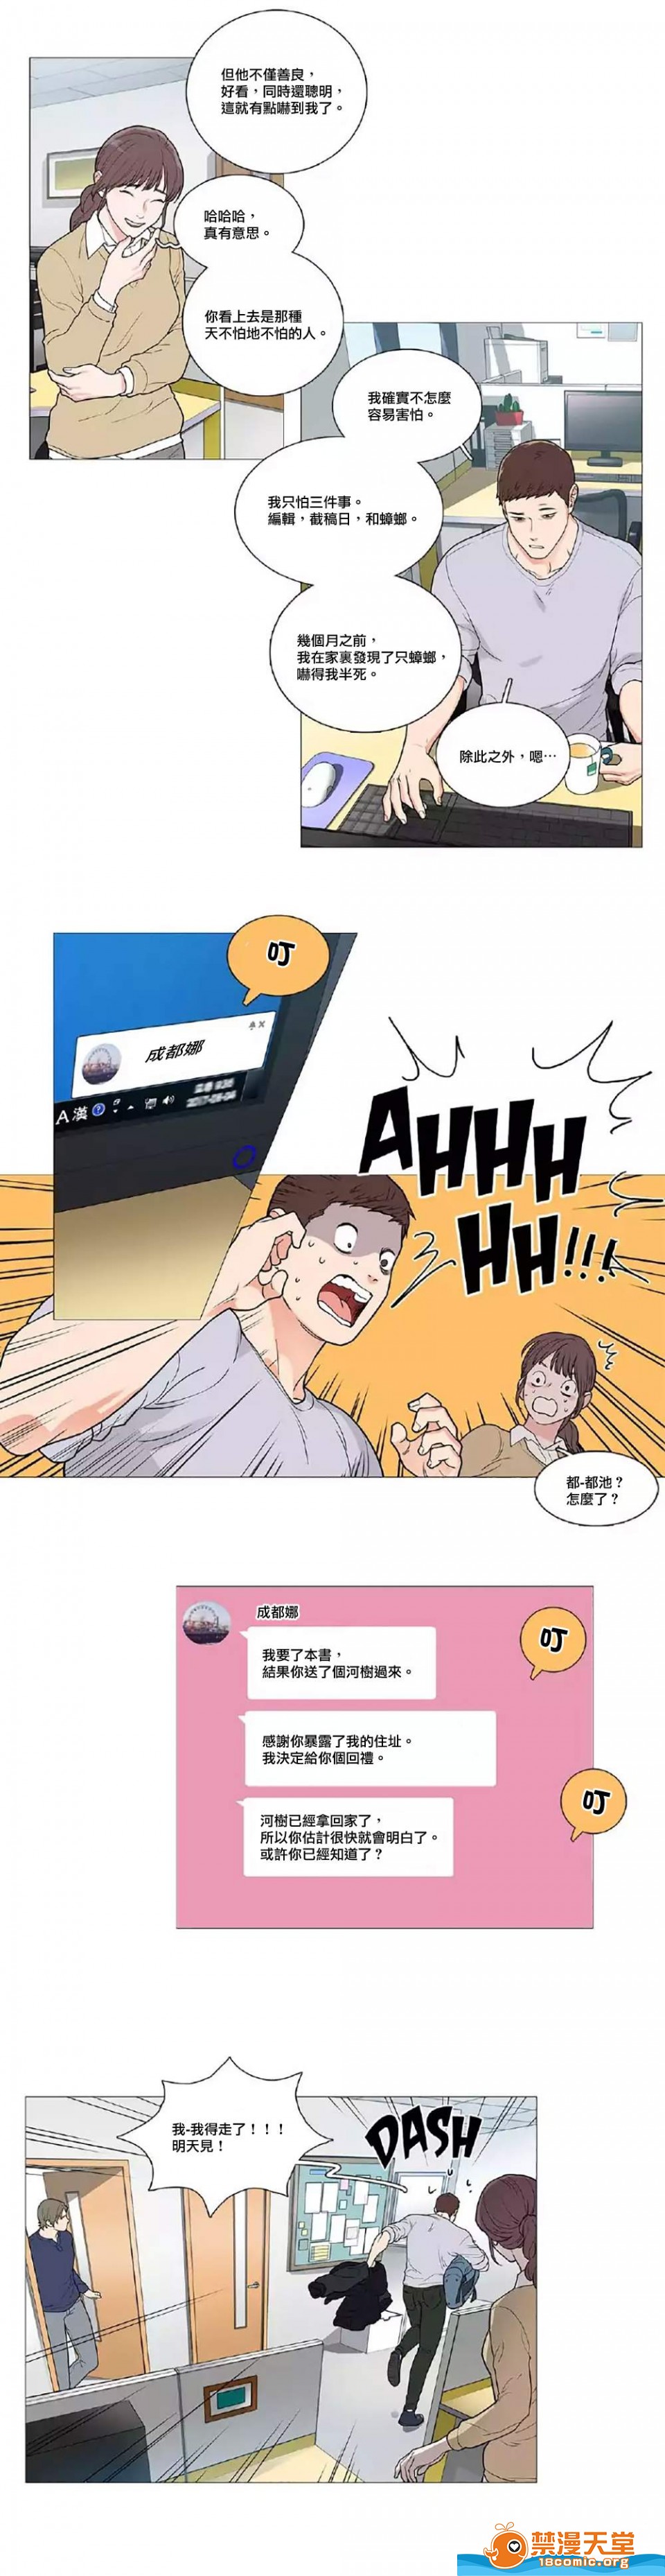 但他不僅善良，
好看，同時還聰明，
這就有點嚇到我了。
哈哈哈，
真有意思。
你看上去是那種
天不怕地不怕的人。
我確實不怎麼
容易害怕。
我只怕三件事。
編輯，截稿日，和蟑螂。
幾個月之前，
我在家裏發現了只蟑螂，
嚇得我半死。
除此之外，嗯…
叮
成都娜
A 漢
AHHH
HH!!!
都-都池？
怎麼了？
成都娜
我要了本書，
結果你送了個河樹過來。
叮
感謝你暴露了我的住址。
我決定給你個回禮。
叮
河樹已經拿回家了，
所以你估計很快就會明白了。
或許你已經知道了？
我-我得走了！！！
明天見！
DASH
禁漫天堂
18comic.org